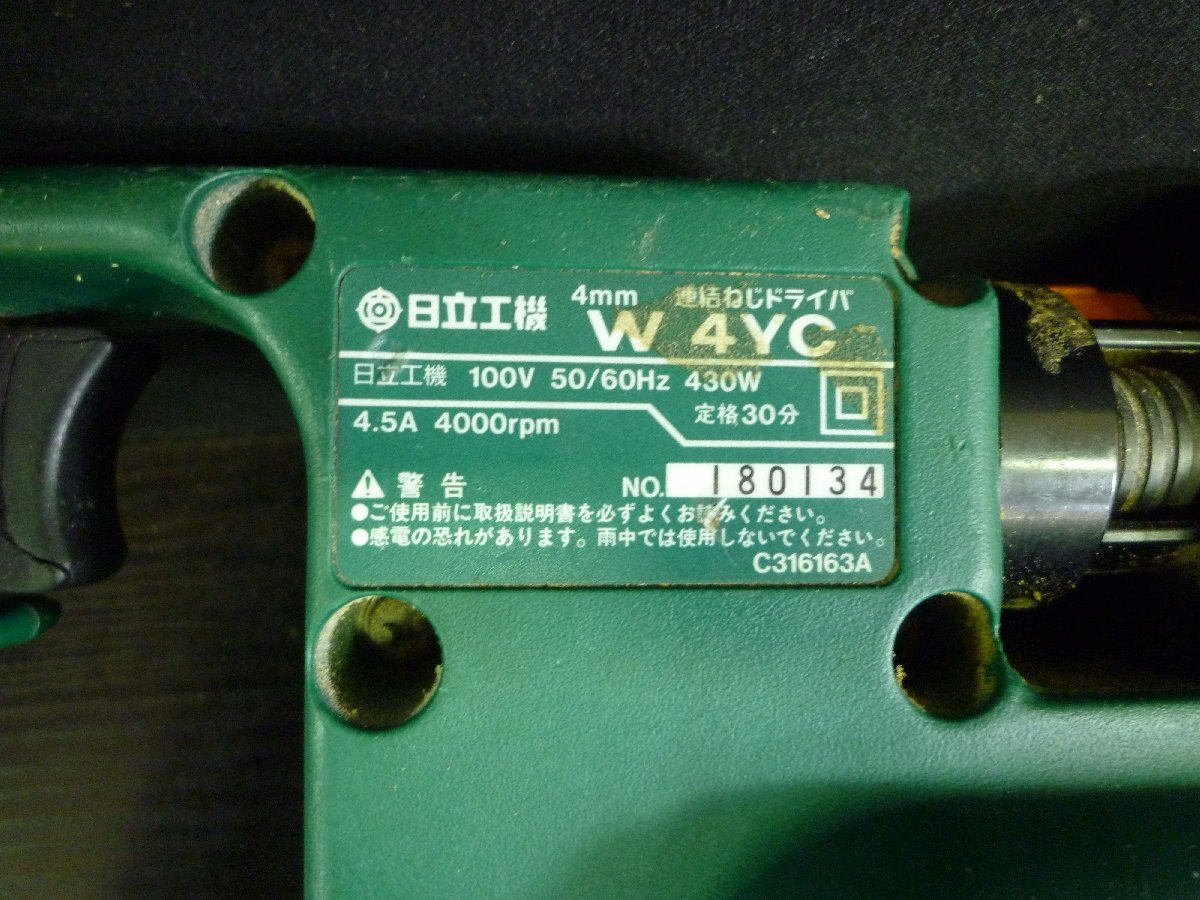 日立工機 4mm 連結ねじドライバ
W 4YC
日立工機 100V 50/60Hz 430W
4.5A 4000rpm 定格30分
警告 NO. 180134
●ご使用前に取扱説明書を必ずよくお読みください。
●感電の恐れがあります。雨中では使用しないでください。
C316163A